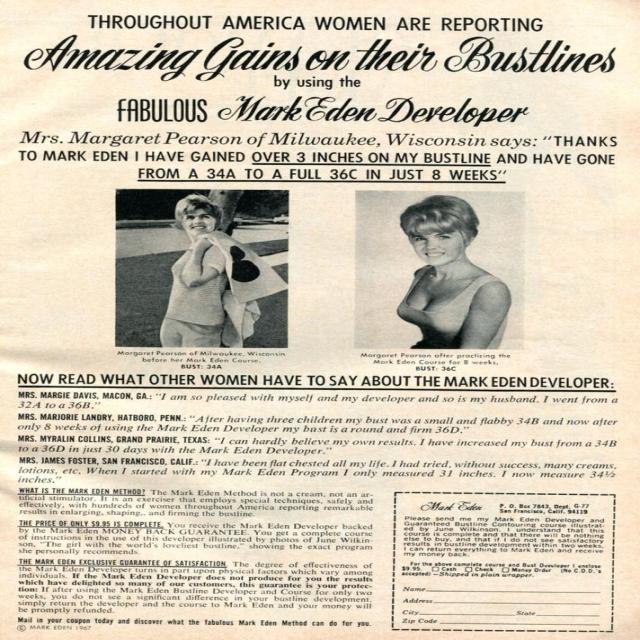 THROUGHOUT AMERICA WOMEN ARE REPORTING
Amazing Gains on their Bustlines
by using the
FABULOUS Mark Eden Developer
Mrs. Margaret Pearson of Milwaukee, Wisconsin says: "THANKS
TO MARK EDEN I HAVE GAINED OVER 3 INCHES ON MY BUSTLINE AND HAVE GONE
FROM A 34A TO A FULL 36C IN JUST 8 WEEKS"
Margaret Pearson of Milwaukee, Wisconsin
before her Mark Eden Course.
BUST: 34A
Margaret Pearson after practicing the
Mark Eden Course for 8 weeks,
BUST: 36C
NOW READ WHAT OTHER WOMEN HAVE TO SAY ABOUT THE MARK EDEN DEVELOPER:
MRS. MARGIE DAVIS, MACON, GA.: "I am so pleased with myself and my developer and so is my husband. I went from a
32A to a 36B."
MRS. MARJORIE LANDRY, HATBORO, PENN.: "After having three children my bust was a small and flabby 34B and now after
only 8 weeks of using the Mark Eden Developer my bust is a round and firm 36D."
MRS. MYRALIN COLLINS, GRAND PRAIRIE, TEXAS: "I can hardly believe my own results. I have increased my bust from a 34B
to a 36D in just 30 days with the Mark Eden Developer."
MRS. JAMES FOSTER, SAN FRANCISCO, CALIF.: "I have been flat chested all my life. I had tried, without success, many creams,
lotions, etc. When I started with my Mark Eden Program I only measured 31 inches. I now measure 34½
inches."
WHAT IS THE MARK EDEN METHOD? The Mark Eden Method is not a cream, not an ar-
tificial stimulator. It is an exerciser that employs special techniques, safely and
effectively, with hundreds of women throughout America reporting remarkable
results in enlarging, shaping, and firming the bustline.
THE PRICE OF ONLY $9.95 IS COMPLETE. You receive the Mark Eden Developer backed
by the Mark Eden MONEY BACK GUARANTEE. You get a complete course
of instructions in the use of this developer illustrated by photos of June Wilkin-
son, "The girl with the world's loveliest bustline," showing the exact program
she personally recommends.
THE MARK EDEN EXCLUSIVE GUARANTEE OF SATISFACTION. The degree of effectiveness of
the Mark Eden Developer turns in part upon physical factors which vary among
individuals. If the Mark Eden Developer does not produce for you the results
which have delighted so many of our customers, this guarantee is your protec-
tion: If after using the Mark Eden Developer and Course for only two
weeks, you do not see a significant difference in your bustline development,
simply return the developer and the course to Mark Eden and your money will
be promptly refunded.
Mail in your coupon today and discover what the fabulous Mark Eden Method can do for you.
© MARK EDEN 1967
Mark Eden P. O. Box 7843, Dept. G-77
San Francisco, Calif. 94119
Please send me my Mark Eden Developer and
Guaranteed Bustline Contouring course illustrat-
ed by June Wilkinson. I understand that this
course is complete and that there will be nothing
else to buy, and that if I do not see satisfactory
results in bustline development within two weeks,
I can return everything to Mark Eden and receive
my money back.
For the above complete course and Bust Developer I enclose
$9.95. Cash Check Money Order (No C.O.D.'s
accepted)—Shipped in plain wrapper.
Name
Address
City State
Zip Code